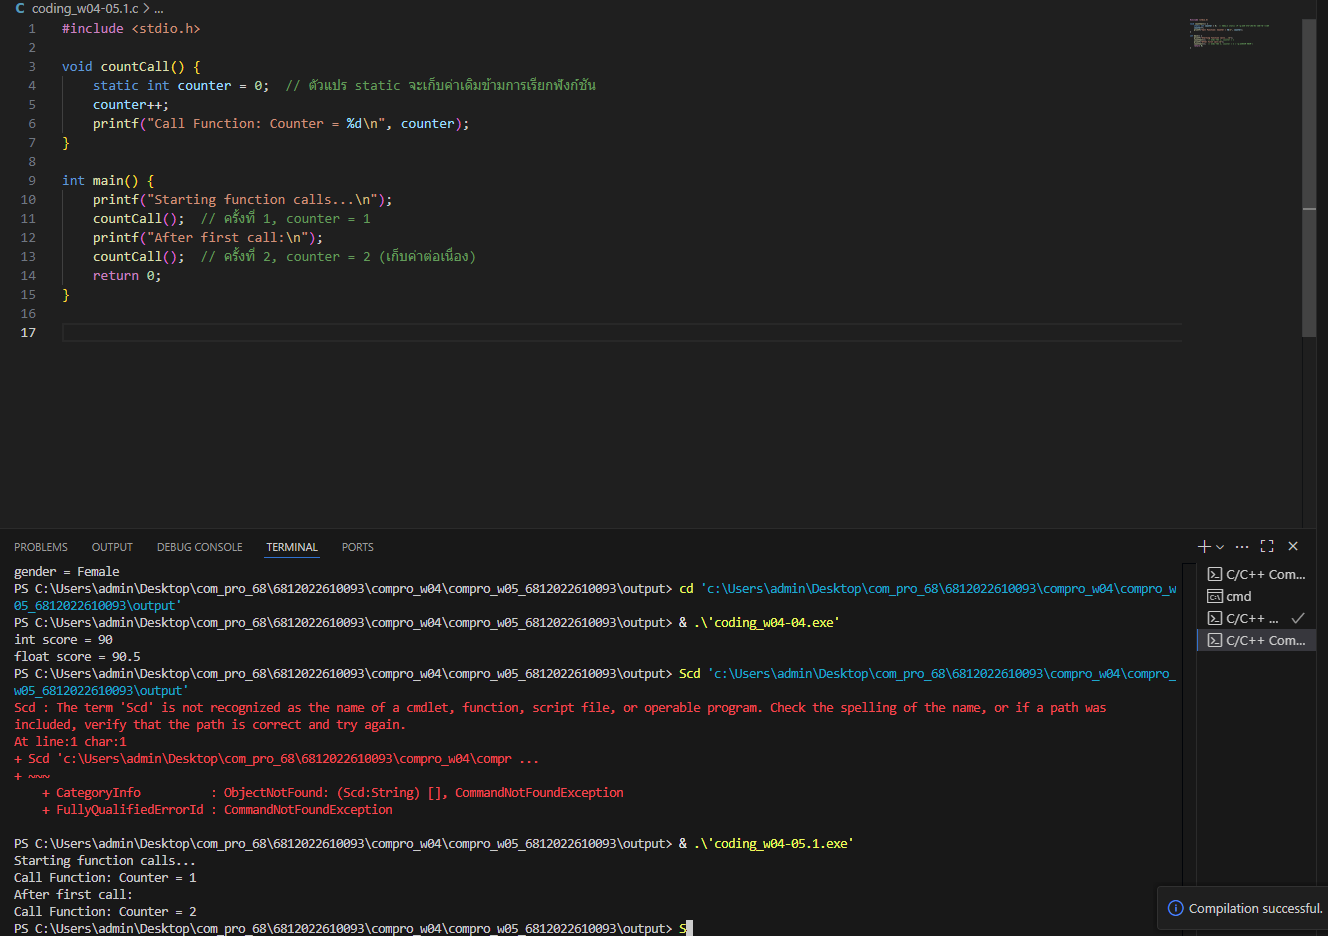 C coding_w04-05.1.c > ...
1 #include <stdio.h>
2
3 void countCall() {
4 static int counter = 0; // ตัวแปร static จะเก็บค่าเดิมข้ามการเรียกฟังก์ชัน
5 counter++;
6 printf("Call Function: Counter = %d\n", counter);
7 }
8
9 int main() {
10 printf("Starting function calls...\n");
11 countCall(); // ครั้งที่ 1, counter = 1
12 printf("After first call:\n");
13 countCall(); // ครั้งที่ 2, counter = 2 (เก็บค่าต่อเนื่อง)
14 return 0;
15 }
16
17
PROBLEMS OUTPUT DEBUG CONSOLE TERMINAL PORTS
gender = Female
PS C:\Users\admin\Desktop\com_pro_68\6812022610093\compro_w04\compro_w05_6812022610093\output> cd 'c:\Users\admin\Desktop\com_pro_68\6812022610093\compro_w04\compro_w
05_6812022610093\output'
PS C:\Users\admin\Desktop\com_pro_68\6812022610093\compro_w04\compro_w05_6812022610093\output> & .\'coding_w04-04.exe'
int score = 90
float score = 90.5
PS C:\Users\admin\Desktop\com_pro_68\6812022610093\compro_w04\compro_w05_6812022610093\output> Scd 'c:\Users\admin\Desktop\com_pro_68\6812022610093\compro_w04\compro_
w05_6812022610093\output'
Scd : The term 'Scd' is not recognized as the name of a cmdlet, function, script file, or operable program. Check the spelling of the name, or if a path was
included, verify that the path is correct and try again.
At line:1 char:1
+ Scd 'c:\Users\admin\Desktop\com_pro_68\6812022610093\compro_w04\compr ...
+ ~~~
+ CategoryInfo : ObjectNotFound: (Scd:String) [], CommandNotFoundException
+ FullyQualifiedErrorId : CommandNotFoundException
PS C:\Users\admin\Desktop\com_pro_68\6812022610093\compro_w04\compro_w05_6812022610093\output> & .\'coding_w04-05.1.exe'
Starting function calls...
Call Function: Counter = 1
After first call:
Call Function: Counter = 2
PS C:\Users\admin\Desktop\com_pro_68\6812022610093\compro_w04\compro_w05_6812022610093\output> S
C/C++ Com...
cmd
C/C++ ...
C/C++ Com...
Compilation successful.